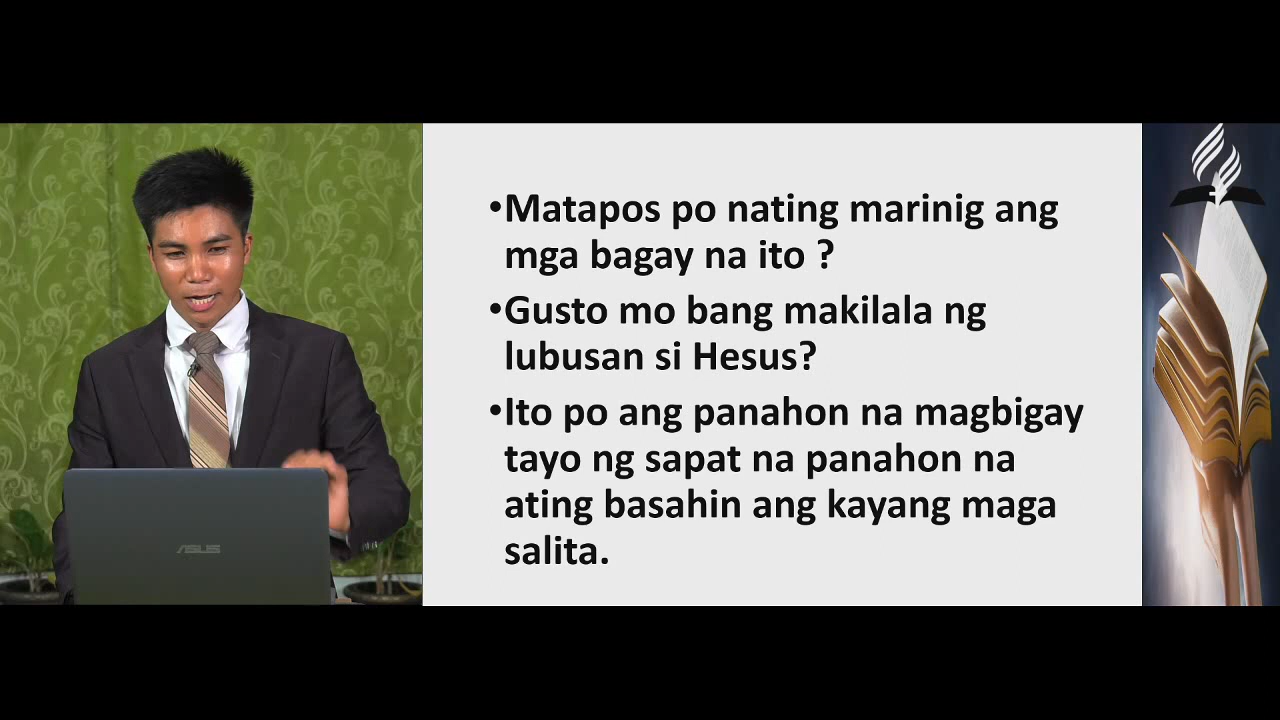 •Matapos po nating marinig ang
mga bagay na ito ?
•Gusto mo bang makilala ng
lubusan si Hesus?
•Ito po ang panahon na magbigay
tayo ng sapat na panahon na
ating basahin ang kayang maga
salita.
ASUS